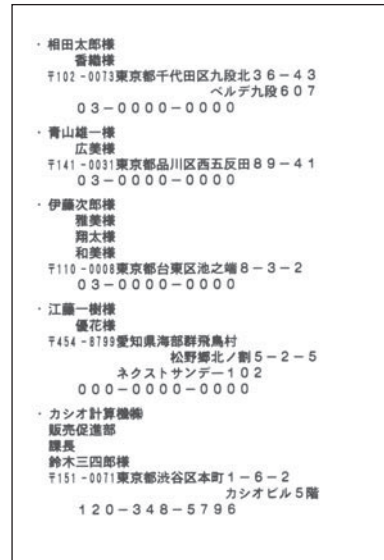 ・相田太郎様
香織様
〒102-0073東京都千代田区九段北36-43
ベルデ九段607
03-0000-0000
・青山雄一様
広美様
〒141-0031東京都品川区西五反田89-41
03-0000-0000
・伊藤次郎様
雅美様
翔太様
和美様
〒110-0008東京都台東区池之端8-3-2
03-0000-0000
・江藤一樹様
優花様
〒454-8799愛知県海部群飛鳥村
松野郷北ノ割5-2-5
ネクストサンデー102
000-0000-0000
・カシオ計算機㈱
販売促進部
課長
鈴木三四郎様
〒151-0071東京都渋谷区本町1-6-2
カシオビル5階
120-348-5796